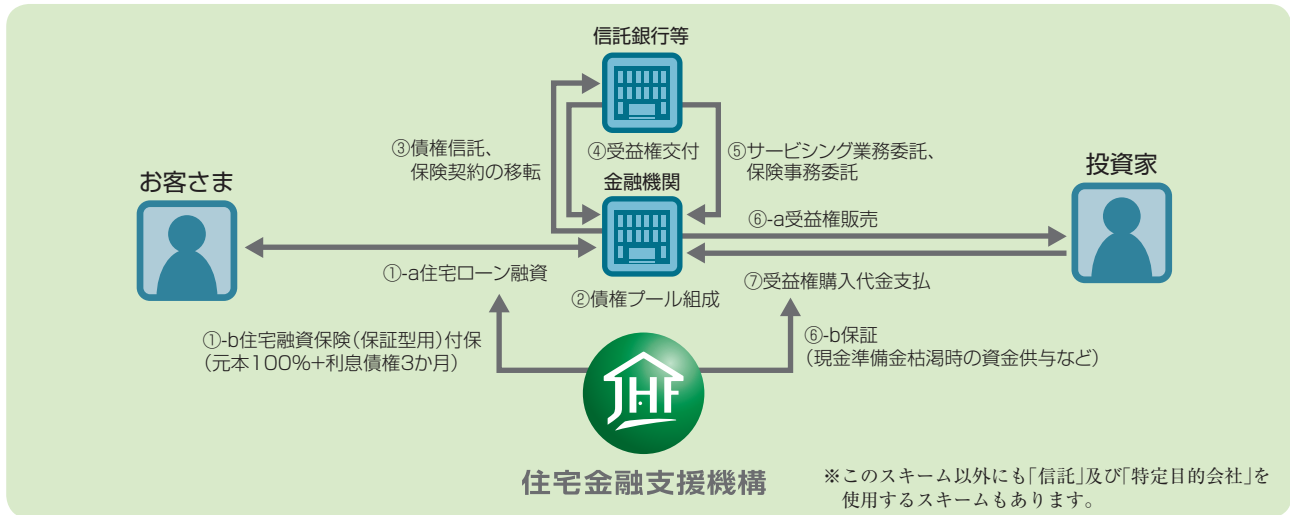 信託銀行等
③債権信託、
保険契約の移転
④受益権交付
⑤サービシング業務委託、
保険事務委託
お客さま
金融機関
投資家
⑥-a受益権販売
①-a住宅ローン融資
②債権プール組成
⑦受益権購入代金支払
①-b住宅融資保険(保証型用)付保
(元本100%+利息債権3か月)
⑥-b保証
(現金準備金枯渇時の資金供与など)
JHF
住宅金融支援機構
※このスキーム以外にも「信託」及び「特定目的会社」を
使用するスキームもあります。